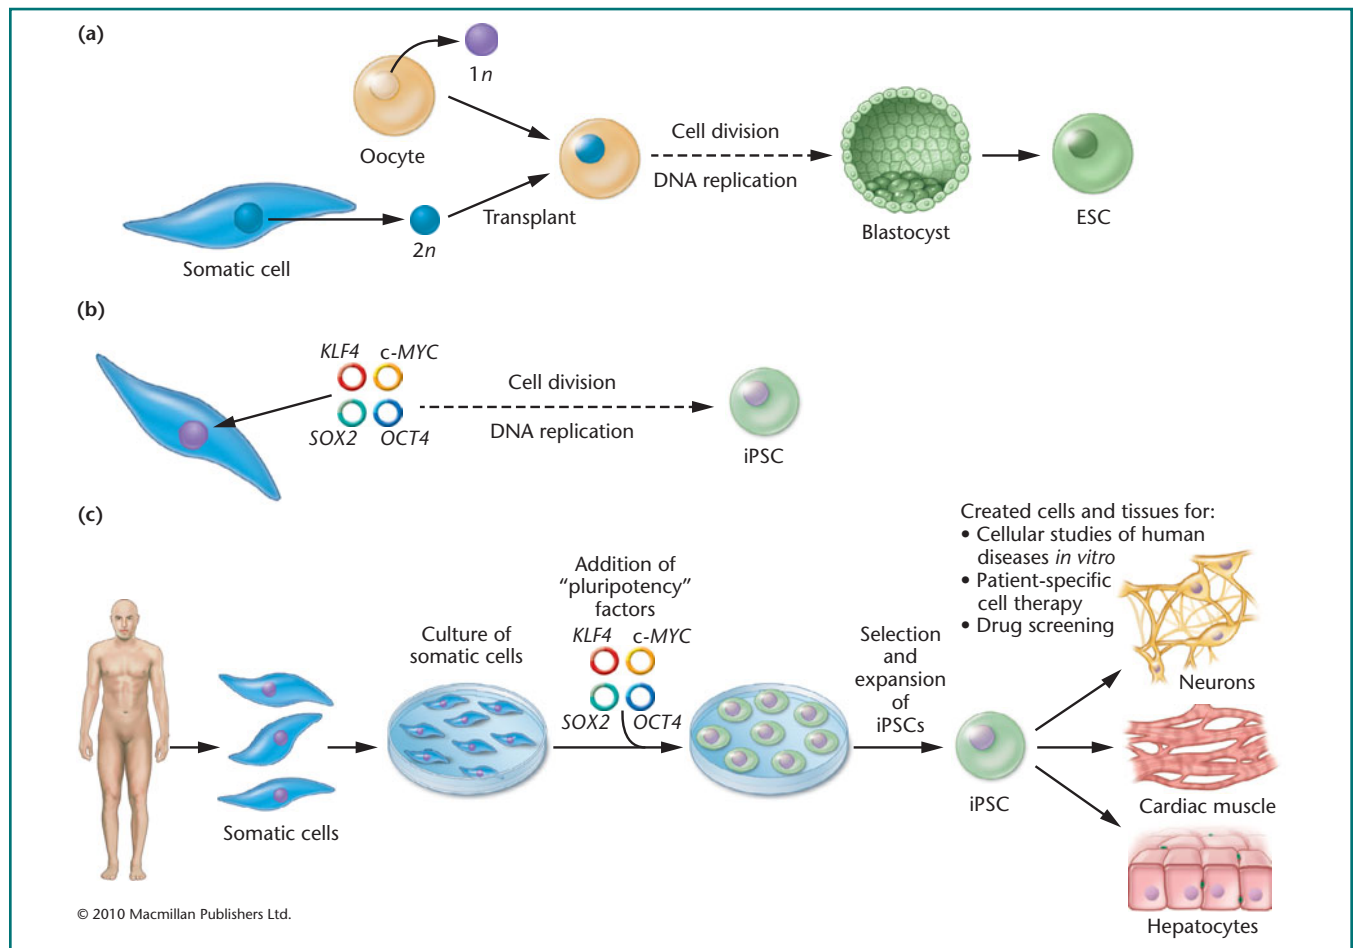 (a)
1n
Oocyte
Somatic cell
2n
Transplant
Cell division
DNA replication
Blastocyst
ESC
(b)
KLF4 c-MYC
SOX2 OCT4
Cell division
DNA replication
iPSC
(c)
Somatic cells
Culture of
somatic cells
Addition of
“pluripotency”
factors
KLF4 c-MYC
SOX2 OCT4
Selection
and
expansion
of
iPSCs
iPSC
Created cells and tissues for:
• Cellular studies of human
diseases in vitro
• Patient-specific
cell therapy
• Drug screening
Neurons
Cardiac muscle
Hepatocytes
© 2010 Macmillan Publishers Ltd.